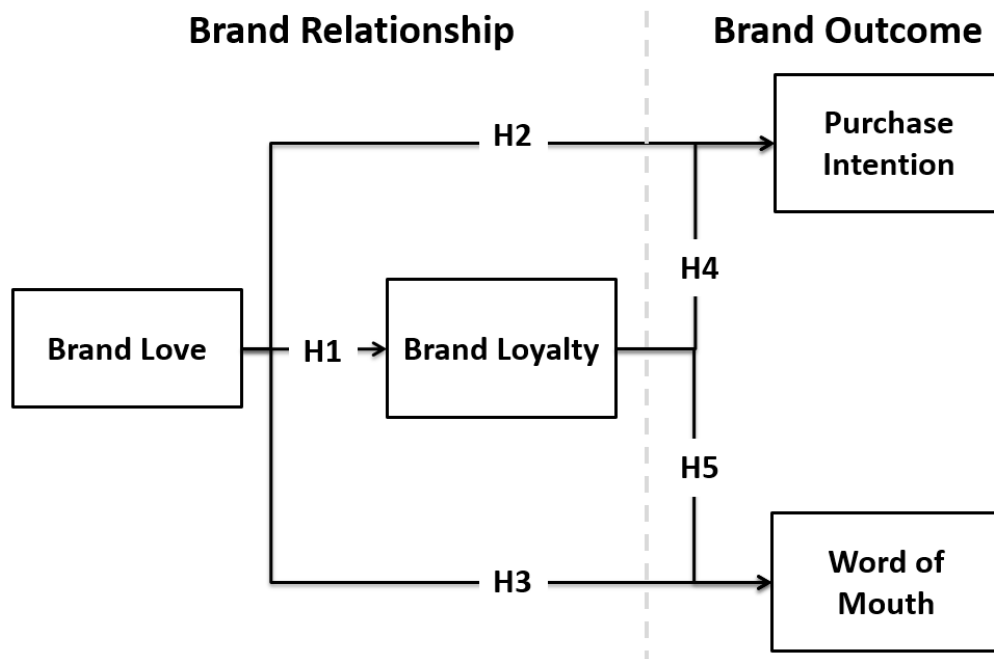 Brand Relationship
Brand Outcome
Purchase
Intention
H2
H4
Brand Love
H1
Brand Loyalty
H5
H3
Word of
Mouth